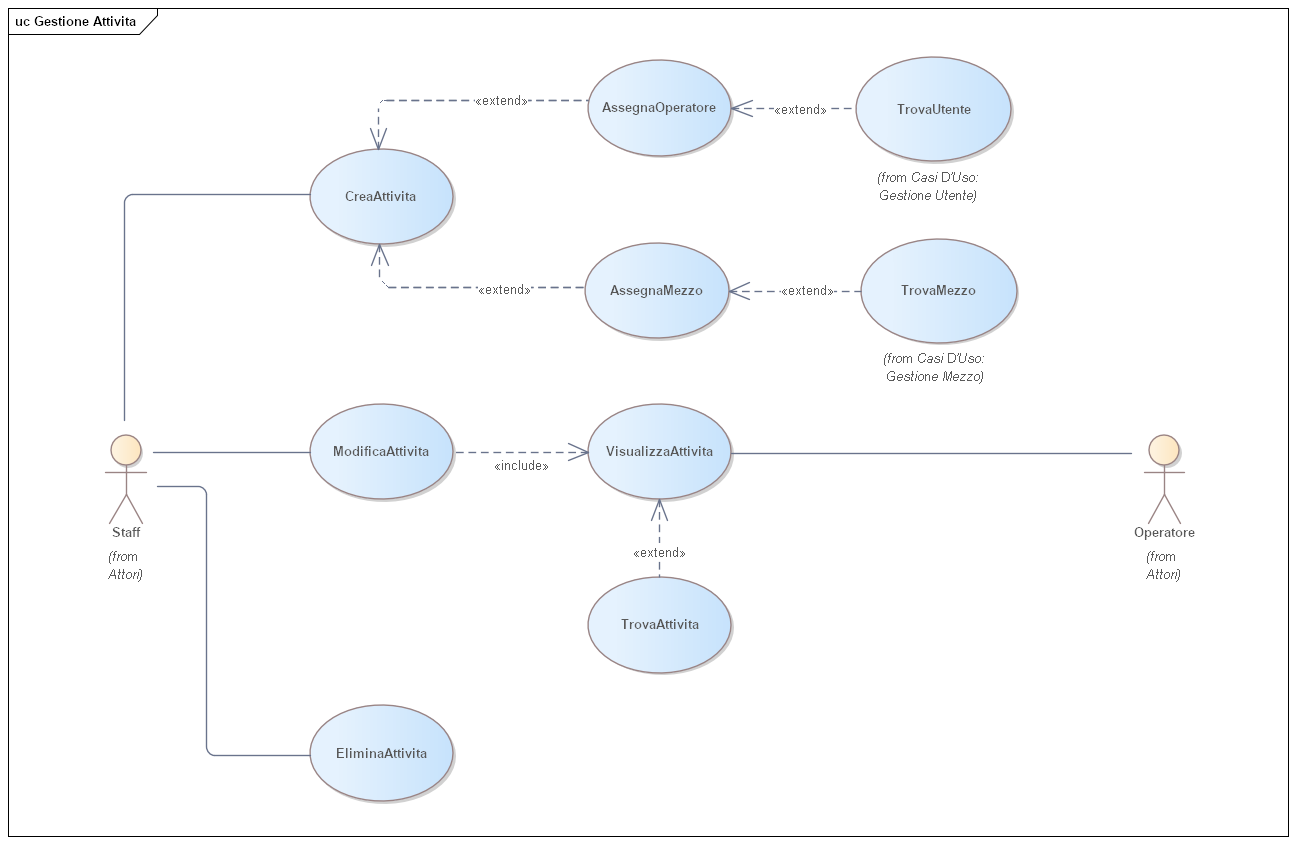 uc Gestione Attivita
«extend»
AssegnaOperatore
«extend»
TrovaUtente
(from Casi D'Uso:
Gestione Utente)
CreaAttivita
«extend»
AssegnaMezzo
«extend»
TrovaMezzo
(from Casi D'Uso:
Gestione Mezzo)
ModificaAttivita
«include»
VisualizzaAttivita
Staff
(from
Attori)
Operatore
(from
Attori)
«extend»
TrovaAttivita
EliminaAttivita